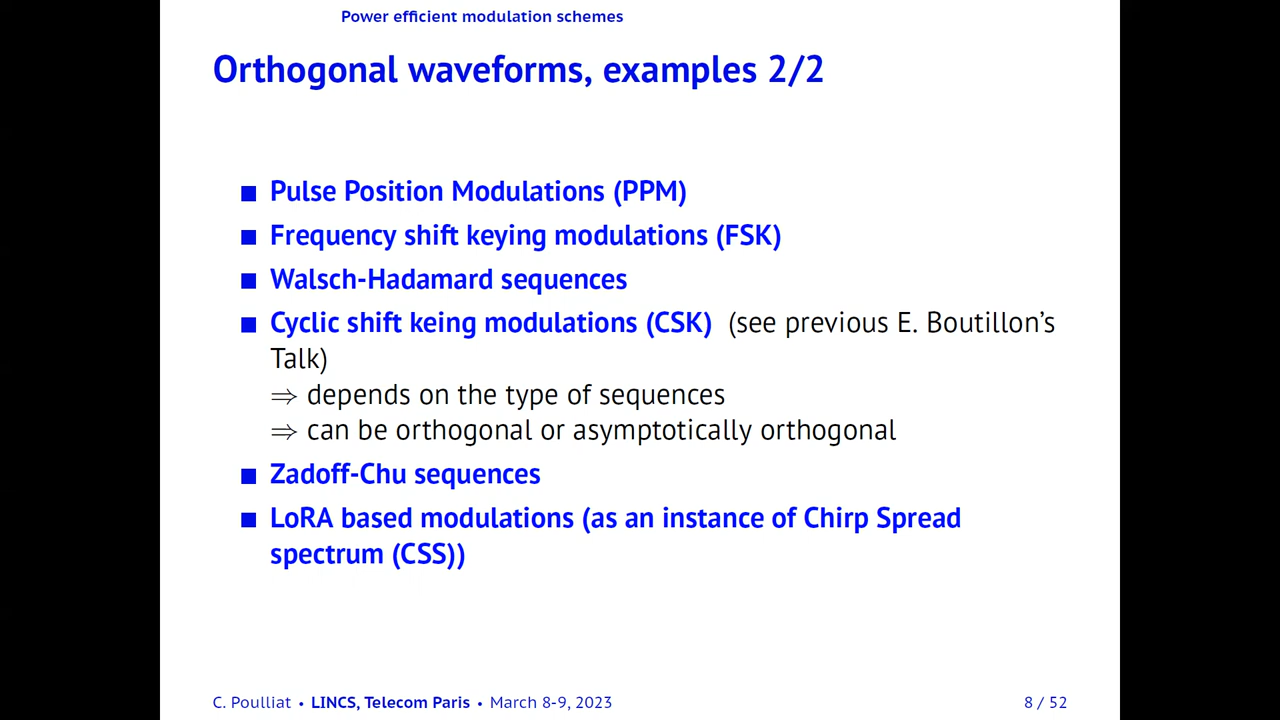 Power efficient modulation schemes
Orthogonal waveforms, examples 2/2
Pulse Position Modulations (PPM)
Frequency shift keying modulations (FSK)
Walsch-Hadamard sequences
Cyclic shift keing modulations (CSK) (see previous E. Boutillon’s
Talk)
⇒ depends on the type of sequences
⇒ can be orthogonal or asymptotically orthogonal
Zadoff-Chu sequences
LoRA based modulations (as an instance of Chirp Spread
spectrum (CSS))
C. Poulliat • LINCS, Telecom Paris • March 8-9, 2023 8 / 52